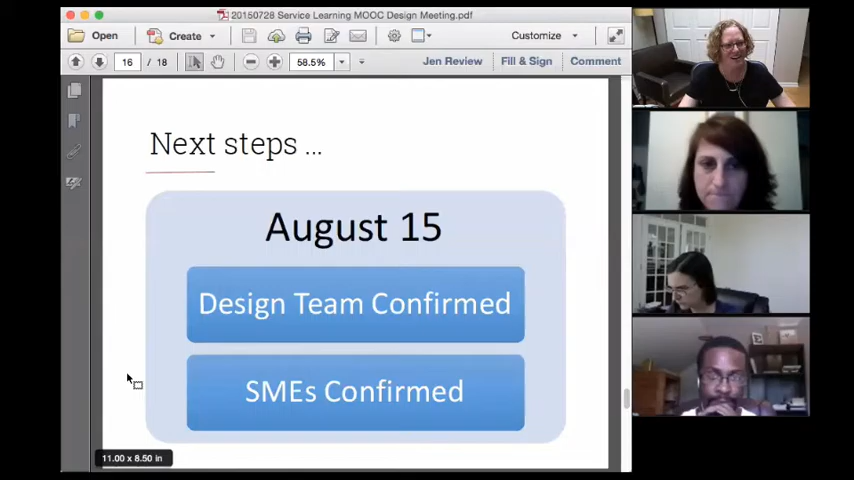 20150728 Service Learning MOOC Design Meeting.pdf
Open
Create
Customize
16 / 18
58.5%
Jen Review
Fill & Sign
Comment
Next steps ...
August 15
Design Team Confirmed
SMEs Confirmed
11.00 x 8.50 in